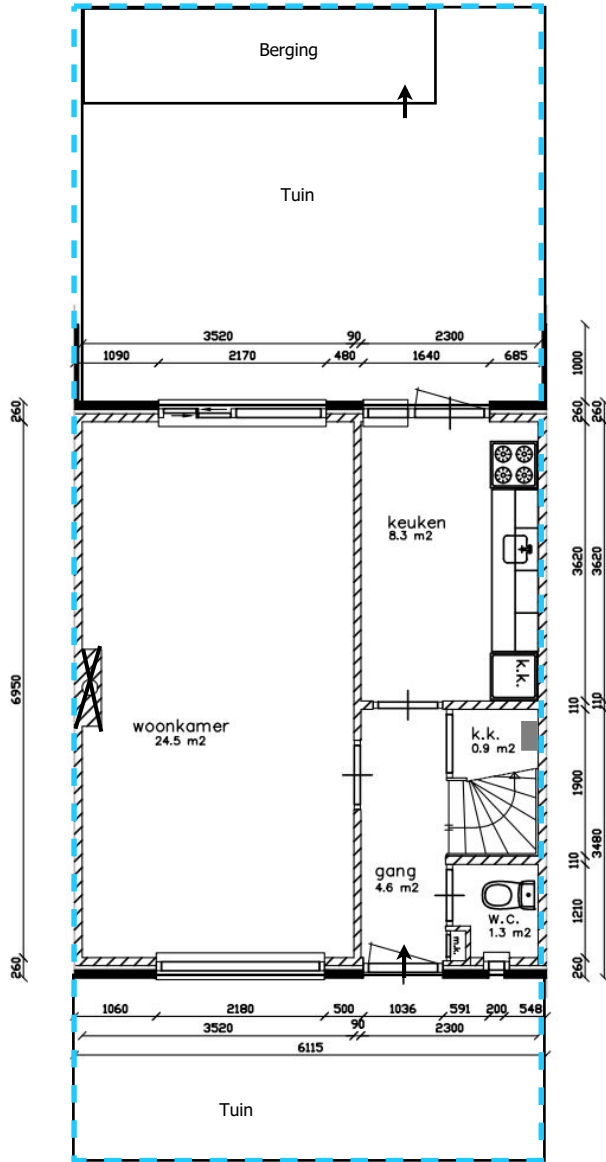 Berging
Tuin
3520 90 2300
1090 2170 480 1640 685
1000
260 260 260
keuken
8.3 m2
3620 3620
k.k.
6950
110 110
woonkamer
24.5 m2
k.k.
0.9 m2
1900
3480
110
gang
4.6 m2
W.C.
1.3 m2
1210
m.k.
260 260
1060 2180 500 1036 591 200 548
3520 90 2300
6115
Tuin